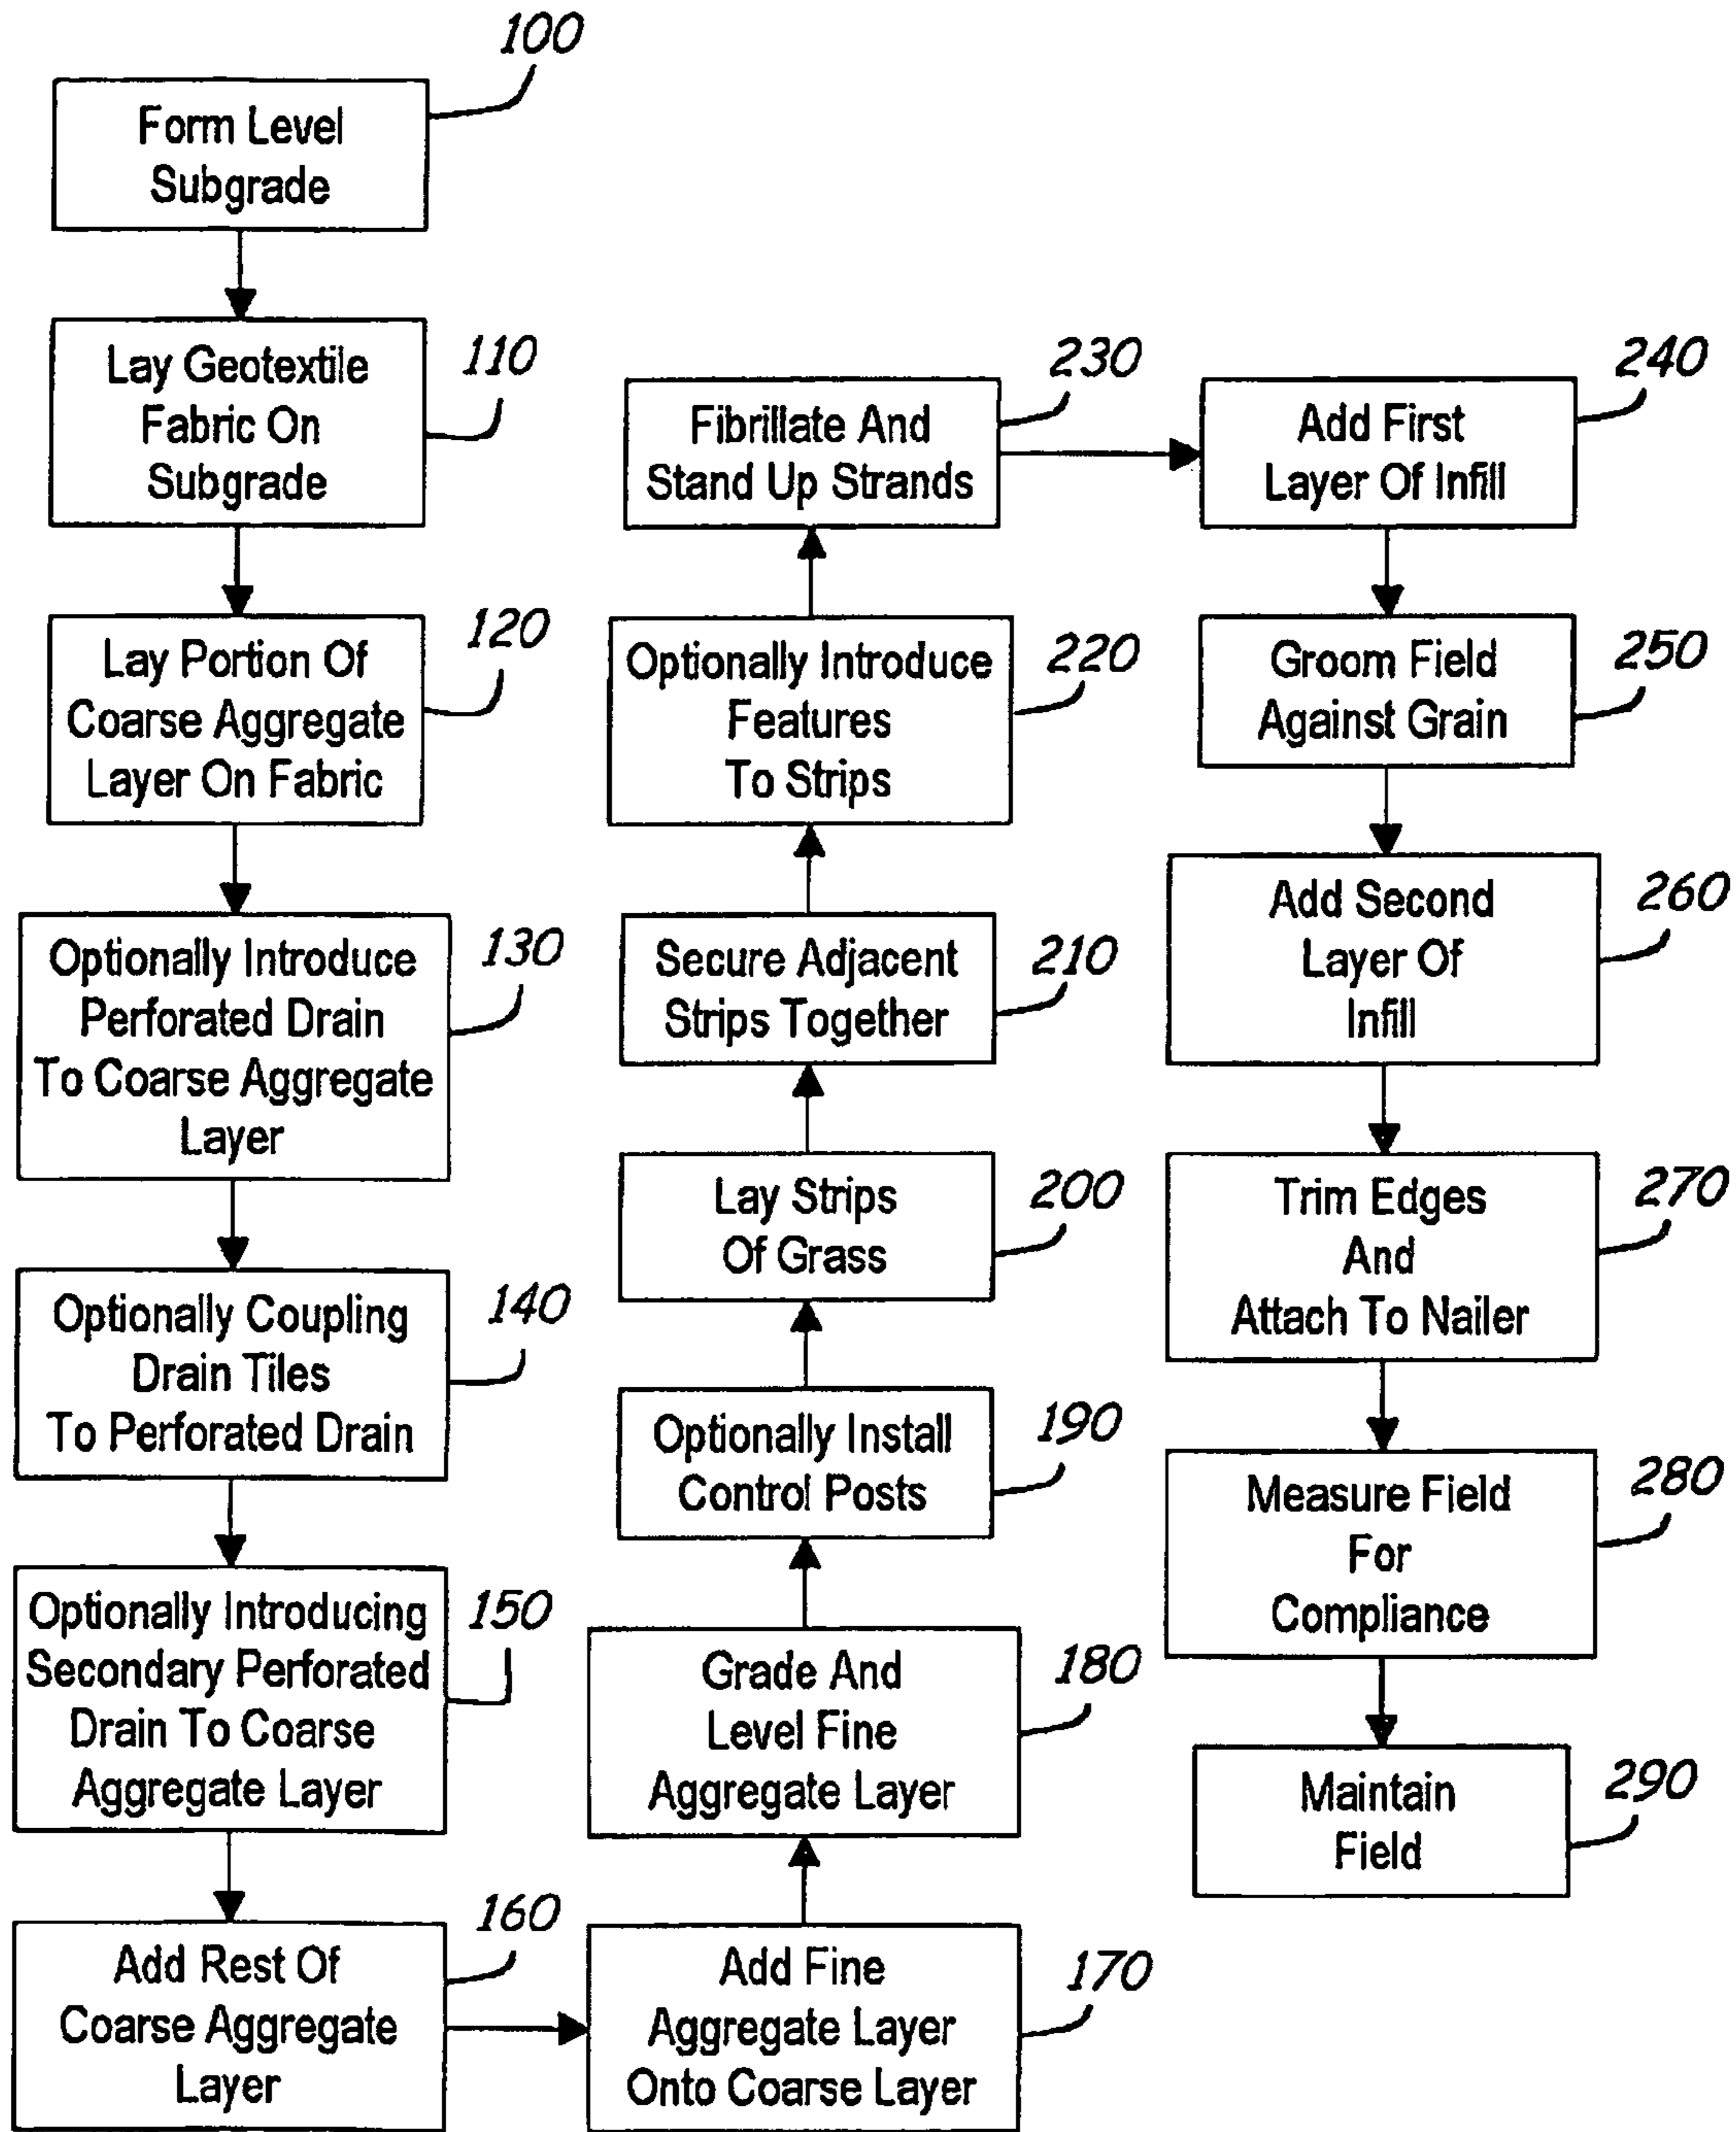 100
Form Level
Subgrade
110
Lay Geotextile
Fabric On
Subgrade
120
Lay Portion Of
Coarse Aggregate
Layer On Fabric
130
Optionally Introduce
Perforated Drain
To Coarse Aggregate
Layer
140
Optionally Coupling
Drain Tiles
To Perforated Drain
150
Optionally Introducing
Secondary Perforated
Drain To Coarse
Aggregate Layer
160
Add Rest Of
Coarse Aggregate
Layer
170
Add Fine
Aggregate Layer
Onto Coarse Layer
180
Grade And
Level Fine
Aggregate Layer
190
Optionally Install
Control Posts
200
Lay Strips
Of Grass
210
Secure Adjacent
Strips Together
220
Optionally Introduce
Features
To Strips
230
Fibrillate And
Stand Up Strands
240
Add First
Layer Of Infill
250
Groom Field
Against Grain
260
Add Second
Layer Of
Infill
270
Trim Edges
And
Attach To Nailer
280
Measure Field
For
Compliance
290
Maintain
Field